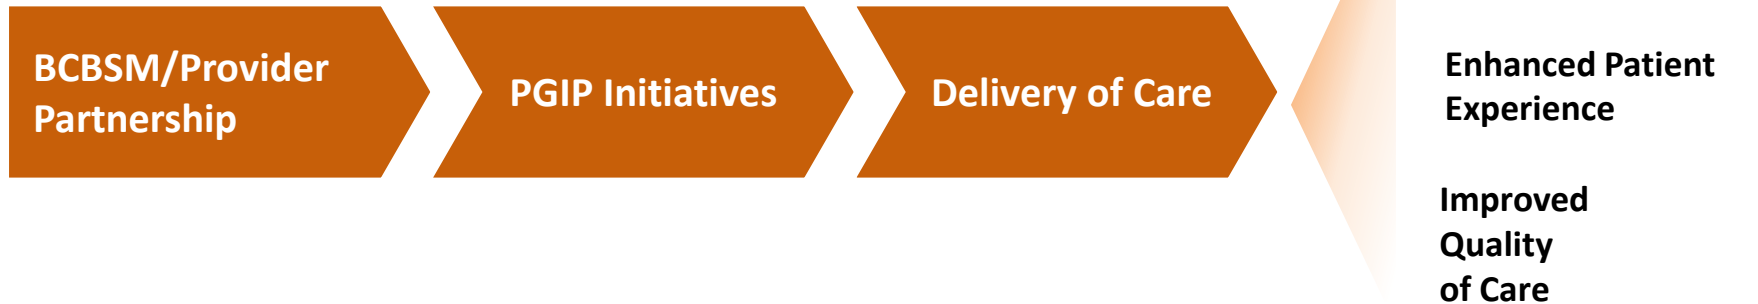 BCBSM/Provider
Partnership
PGIP Initiatives
Delivery of Care
Enhanced Patient
Experience
Improved
Quality
of Care